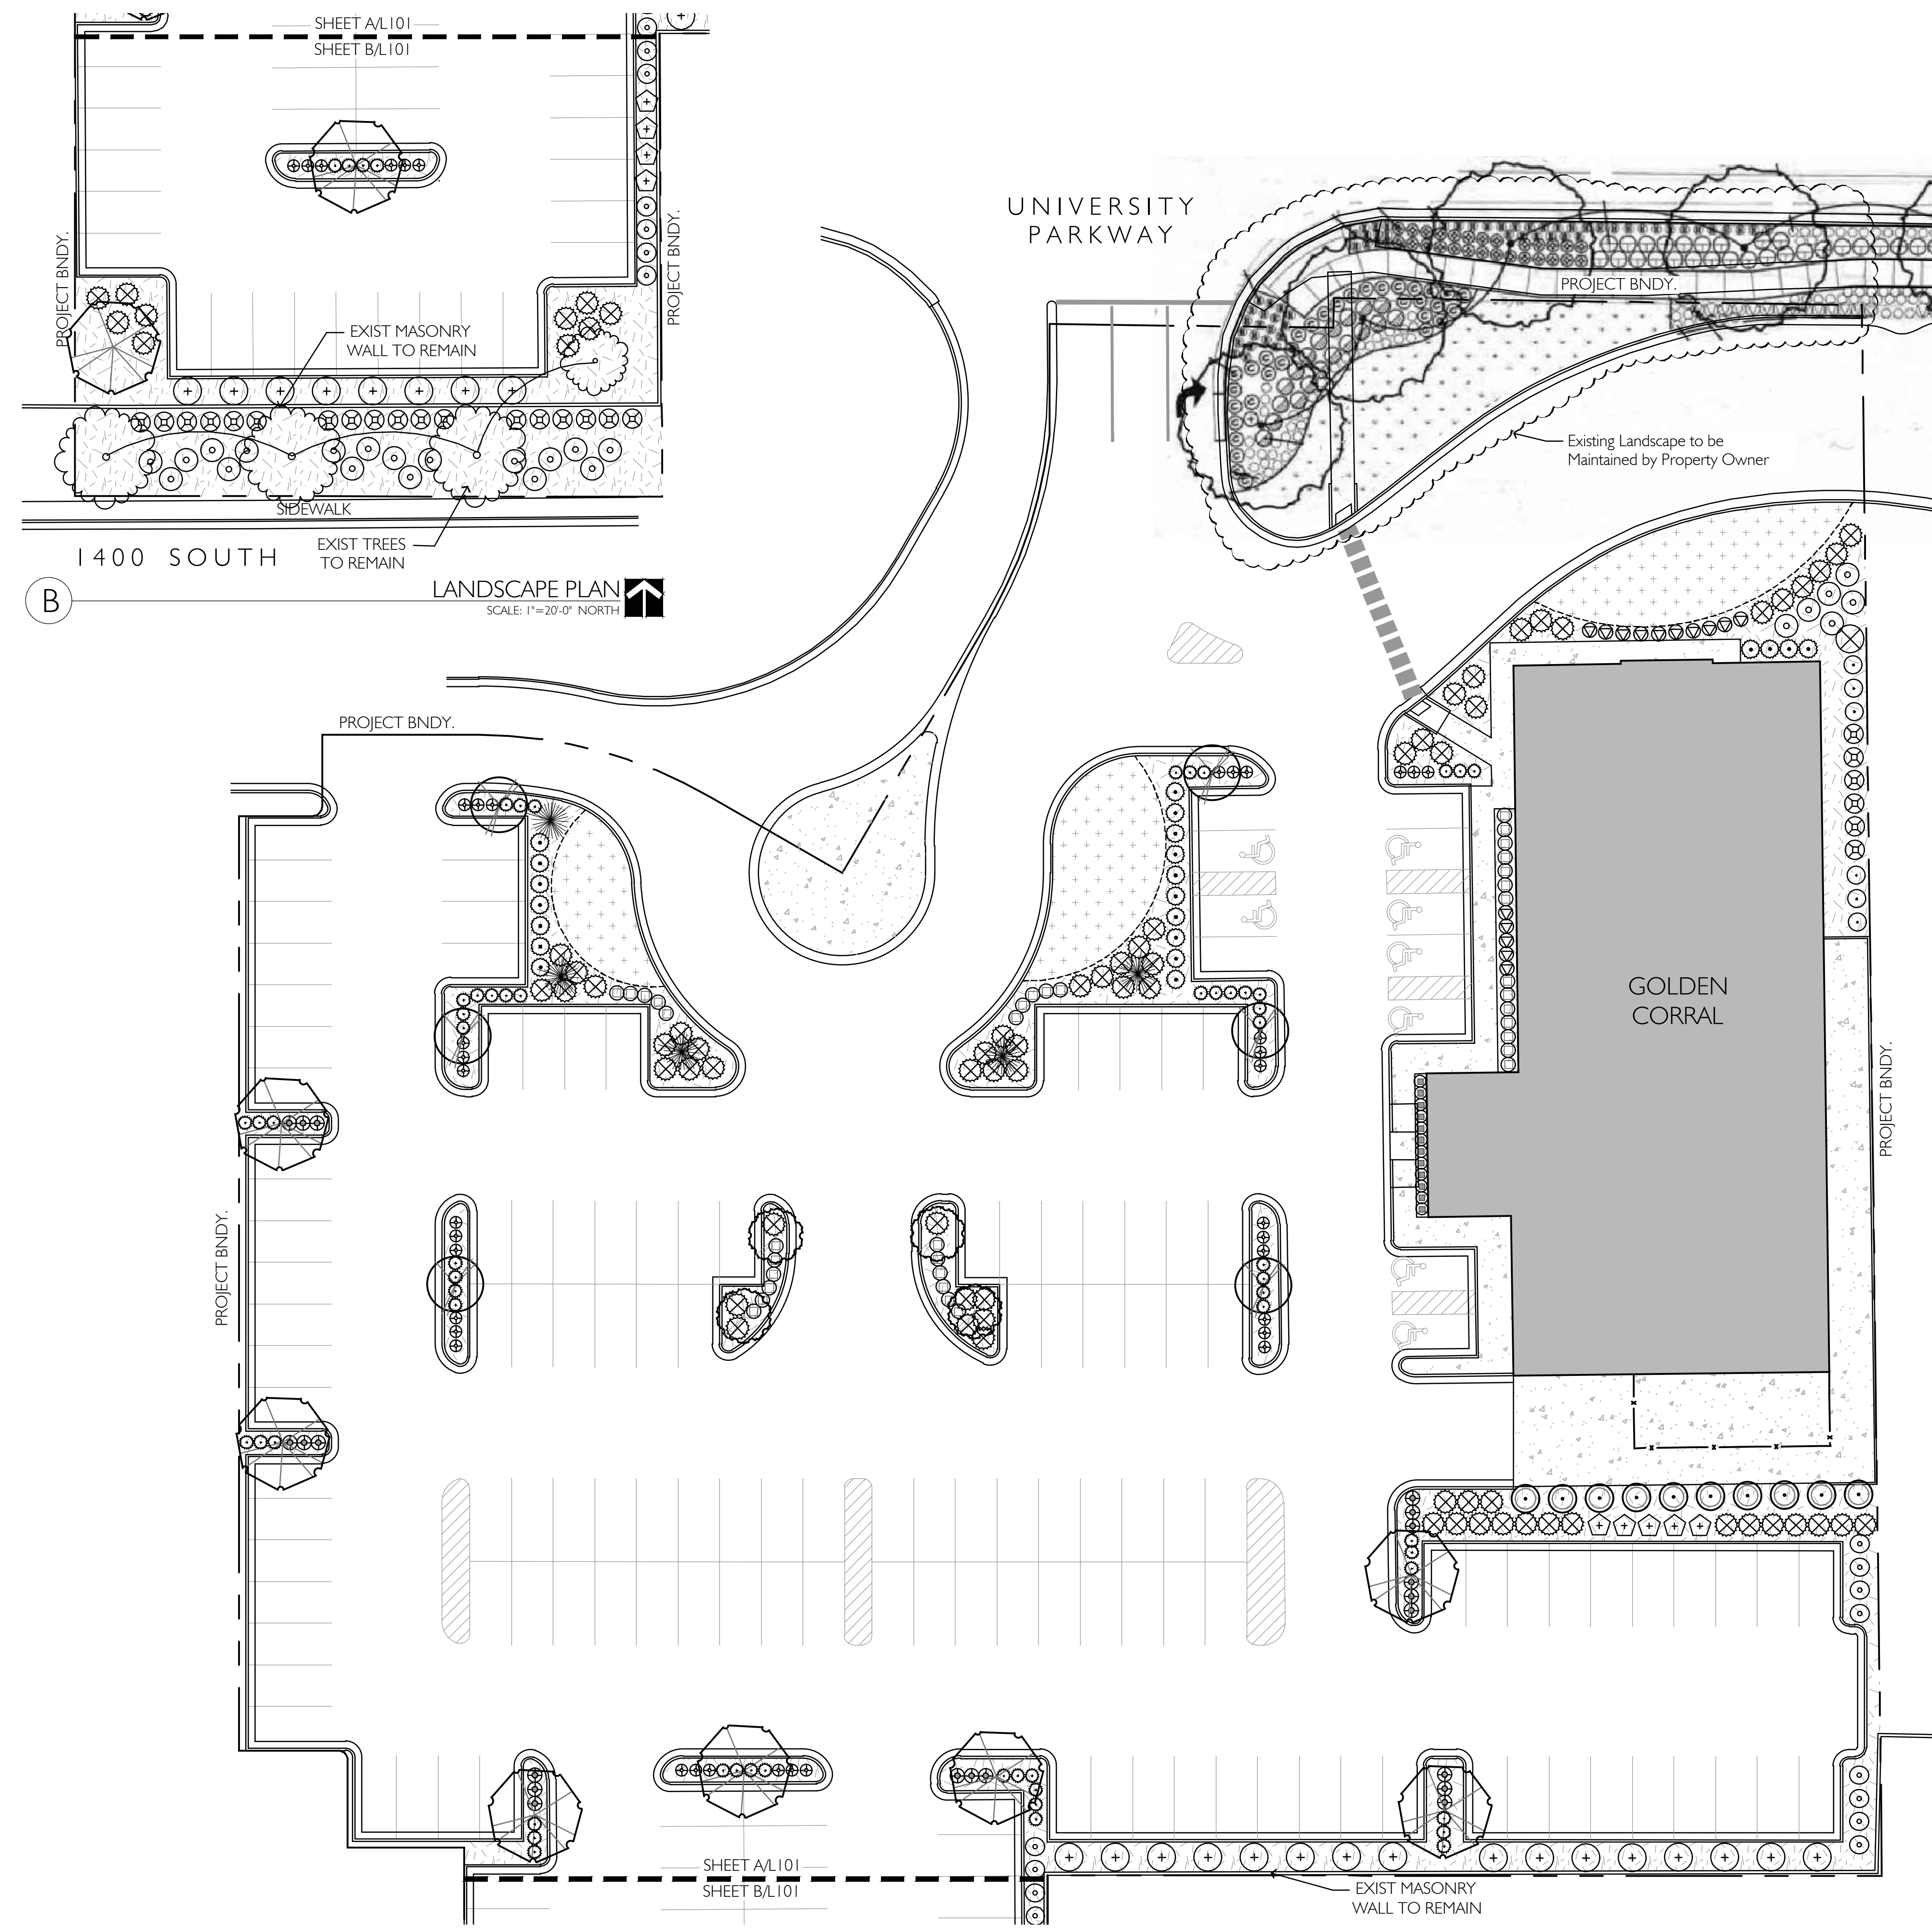 SHEET A/L101
SHEET B/L101
PROJECT BNDY.
PROJECT BNDY.
EXIST MASONRY
WALL TO REMAIN
SIDEWALK
1400 SOUTH
EXIST TREES
TO REMAIN
B
LANDSCAPE PLAN
SCALE: 1"=20'-0" NORTH
UNIVERSITY
PARKWAY
PROJECT BNDY.
Existing Landscape to be
Maintained by Property Owner
PROJECT BNDY.
GOLDEN
CORRAL
PROJECT BNDY.
PROJECT BNDY.
SHEET A/L101
SHEET B/L101
EXIST MASONRY
WALL TO REMAIN